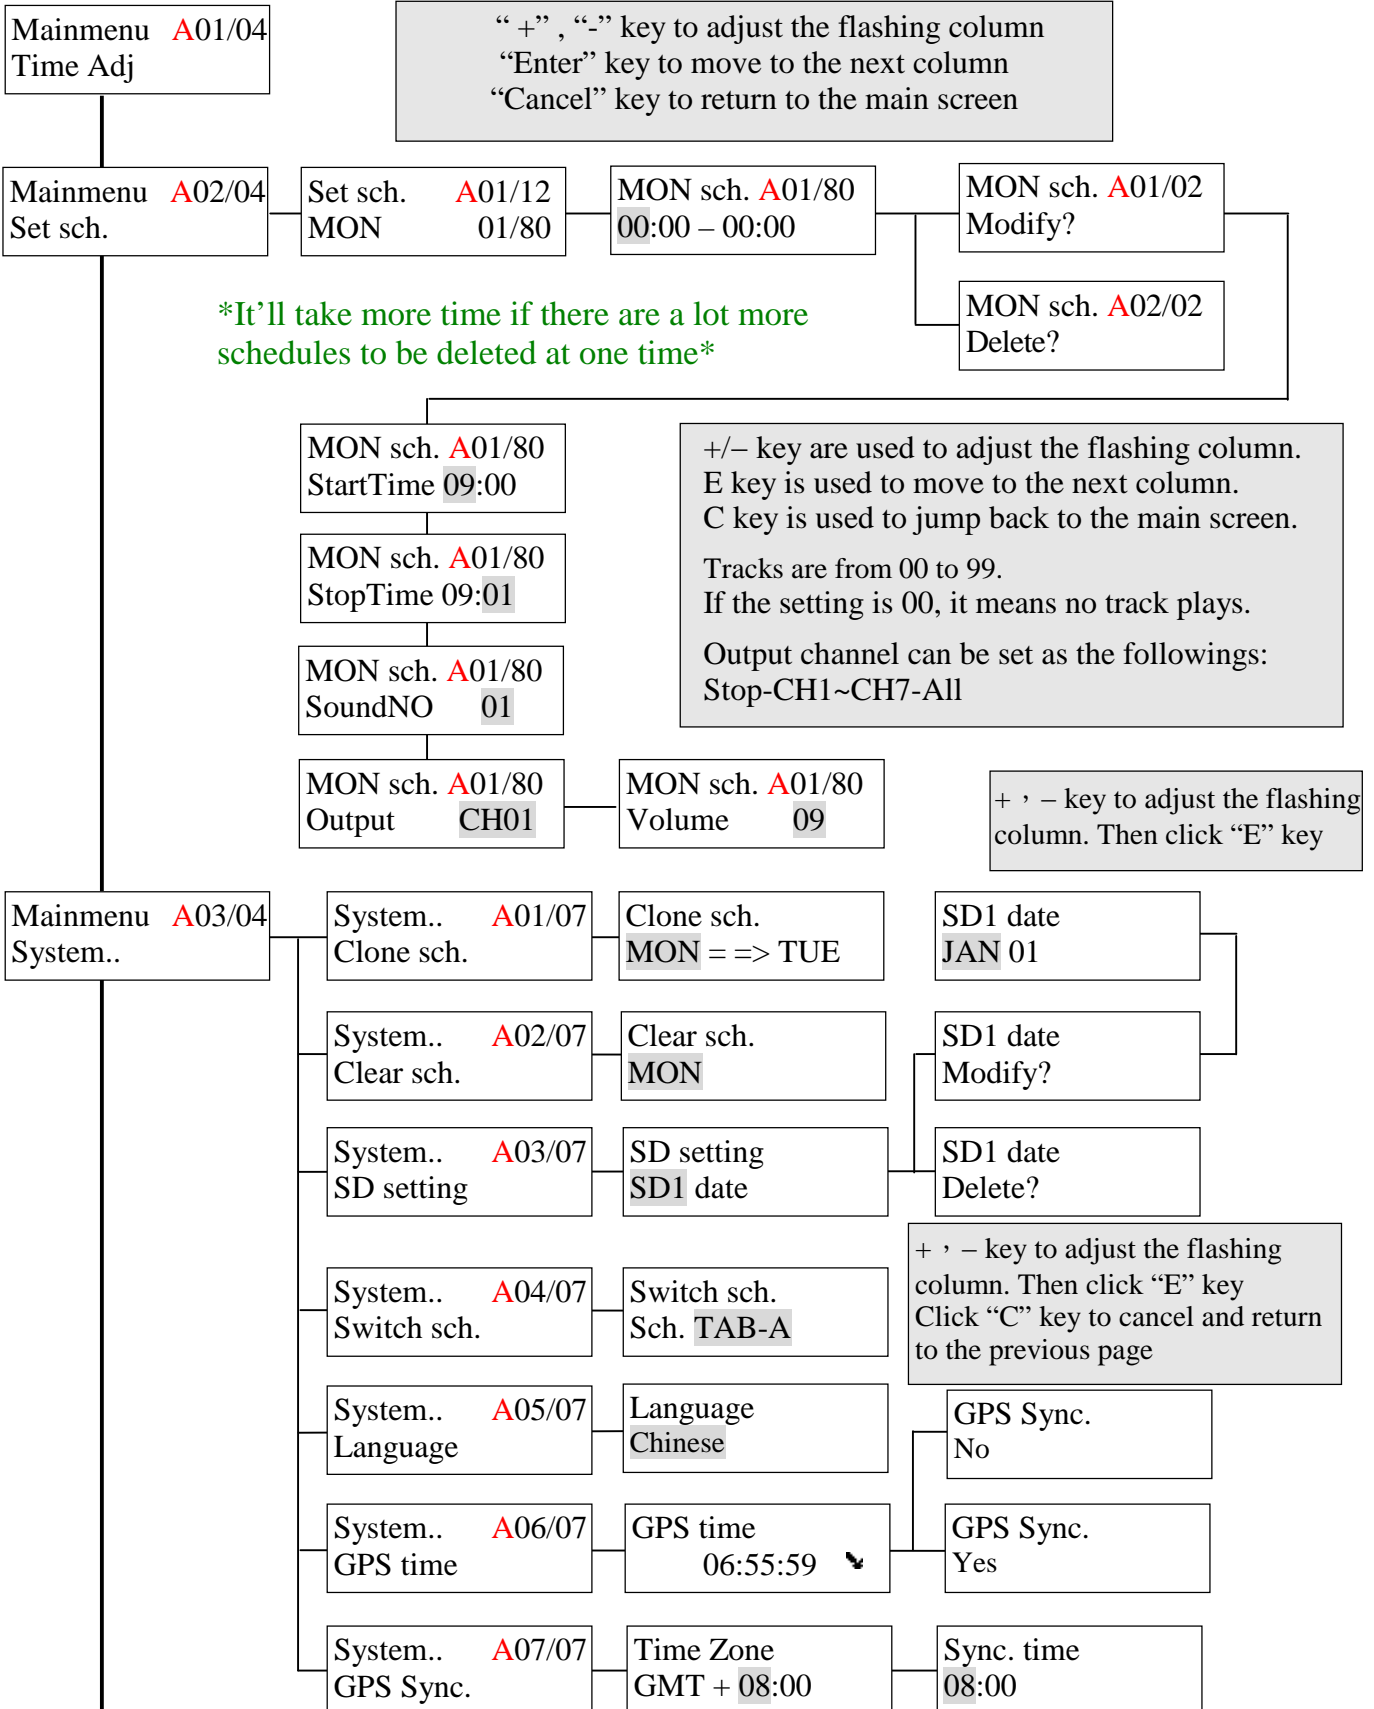 Mainmenu A01/04
Time Adj
“ +” , “-” key to adjust the flashing column
“Enter” key to move to the next column
“Cancel” key to return to the main screen
Mainmenu A02/04
Set sch.
Set sch. A01/12
MON 01/80
MON sch. A01/80
00:00 – 00:00
MON sch. A01/02
Modify?
MON sch. A02/02
Delete?
*It’ll take more time if there are a lot more
schedules to be deleted at one time*
MON sch. A01/80
StartTime 09:00
MON sch. A01/80
StopTime 09:01
MON sch. A01/80
SoundNO 01
MON sch. A01/80
Output CH01
MON sch. A01/80
Volume 09
+/– key are used to adjust the flashing column.
E key is used to move to the next column.
C key is used to jump back to the main screen.
Tracks are from 00 to 99.
If the setting is 00, it means no track plays.
Output channel can be set as the followings:
Stop-CH1~CH7-All
+ , – key to adjust the flashing
column. Then click “E” key
Mainmenu A03/04
System..
System.. A01/07
Clone sch.
Clone sch.
MON = => TUE
SD1 date
JAN 01
System.. A02/07
Clear sch.
Clear sch.
MON
SD1 date
Modify?
System.. A03/07
SD setting
SD setting
SD1 date
SD1 date
Delete?
+ , – key to adjust the flashing
column. Then click “E” key
Click “C” key to cancel and return
to the previous page
System.. A04/07
Switch sch.
Switch sch.
Sch. TAB-A
System.. A05/07
Language
Language
Chinese
GPS Sync.
No
System.. A06/07
GPS time
GPS time
06:55:59
GPS Sync.
Yes
System.. A07/07
GPS Sync.
Time Zone
GMT + 08:00
Sync. time
08:00